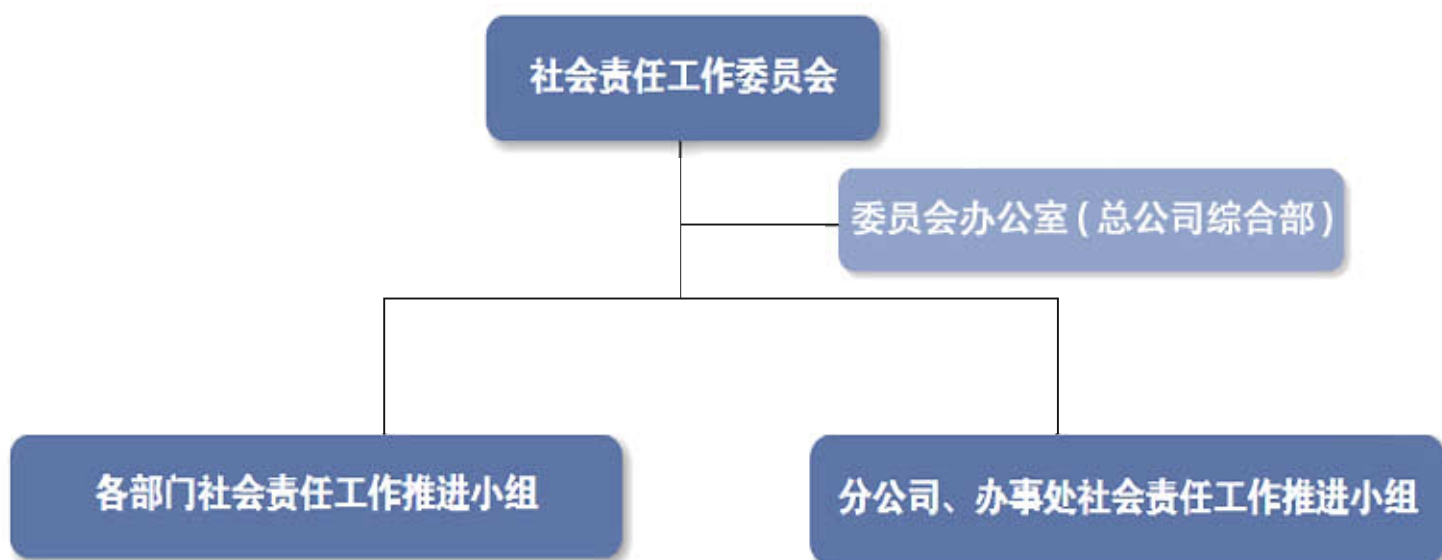 社会责任工作委员会
委员会办公室(总公司综合部)
各部门社会责任工作推进小组
分公司、办事处社会责任工作推进小组